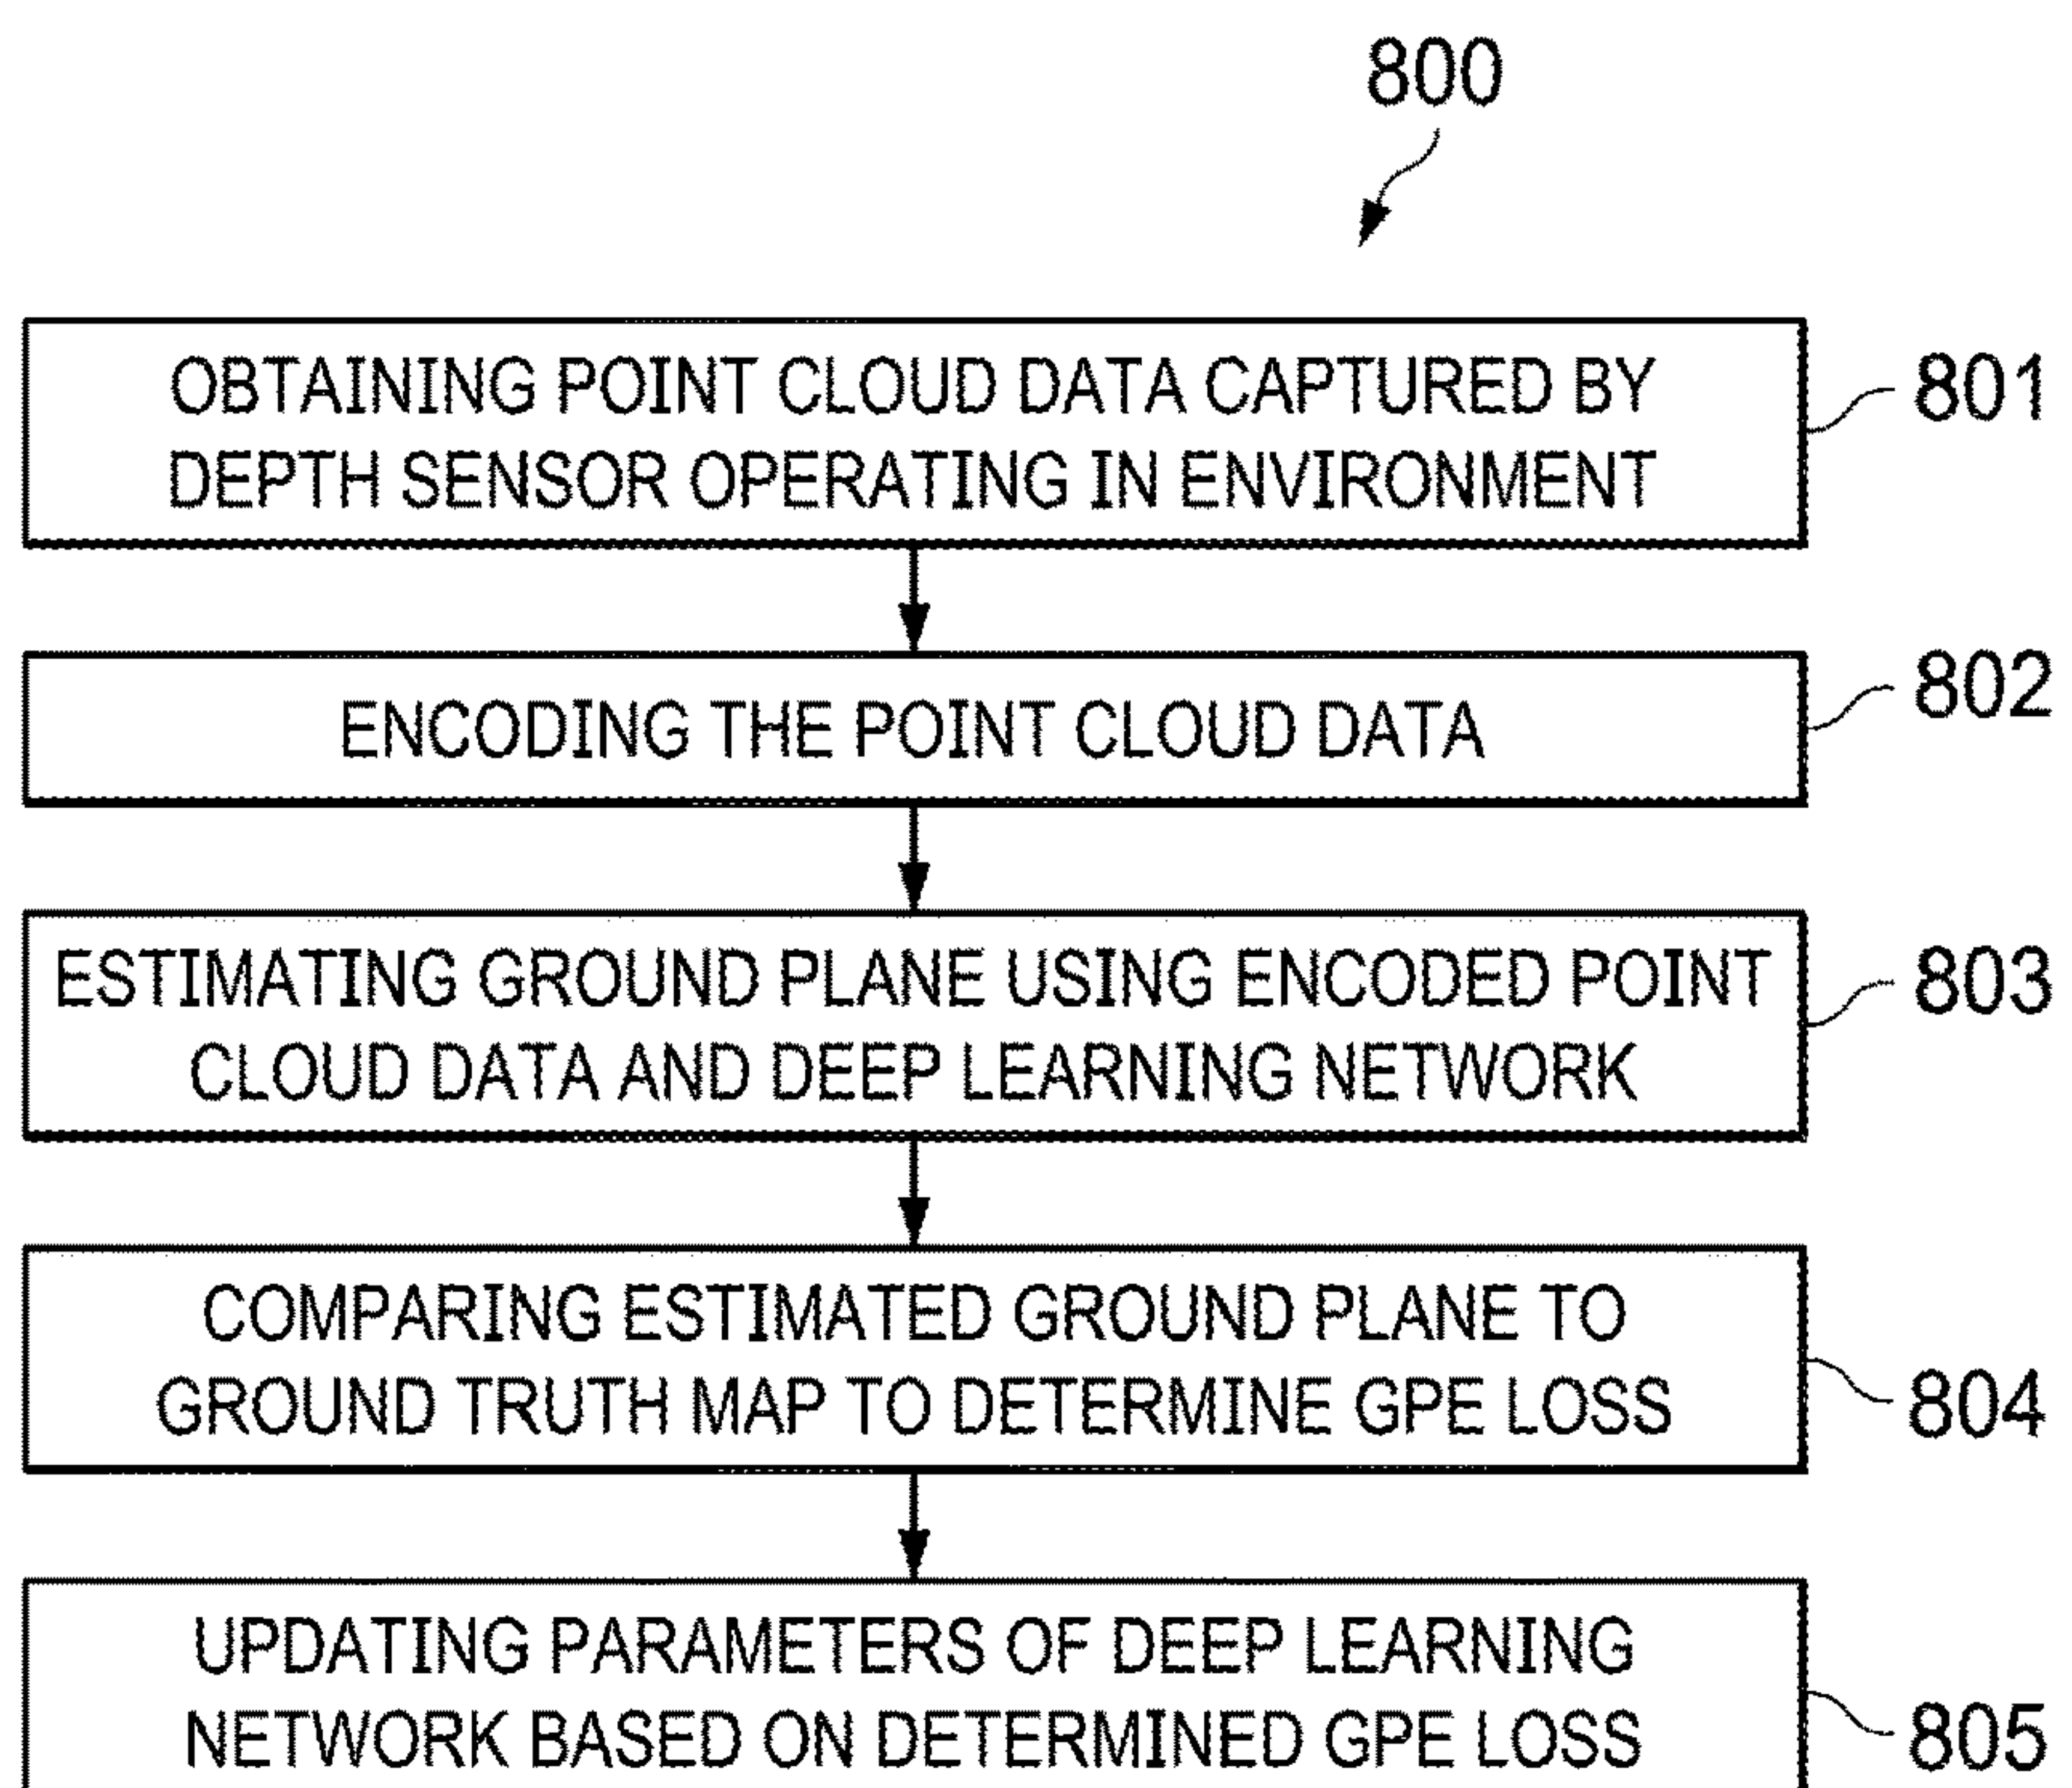 800
OBTAINING POINT CLOUD DATA CAPTURED BY
DEPTH SENSOR OPERATING IN ENVIRONMENT
801
ENCODING THE POINT CLOUD DATA
802
ESTIMATING GROUND PLANE USING ENCODED POINT
CLOUD DATA AND DEEP LEARNING NETWORK
803
COMPARING ESTIMATED GROUND PLANE TO
GROUND TRUTH MAP TO DETERMINE GPE LOSS
804
UPDATING PARAMETERS OF DEEP LEARNING
NETWORK BASED ON DETERMINED GPE LOSS
805